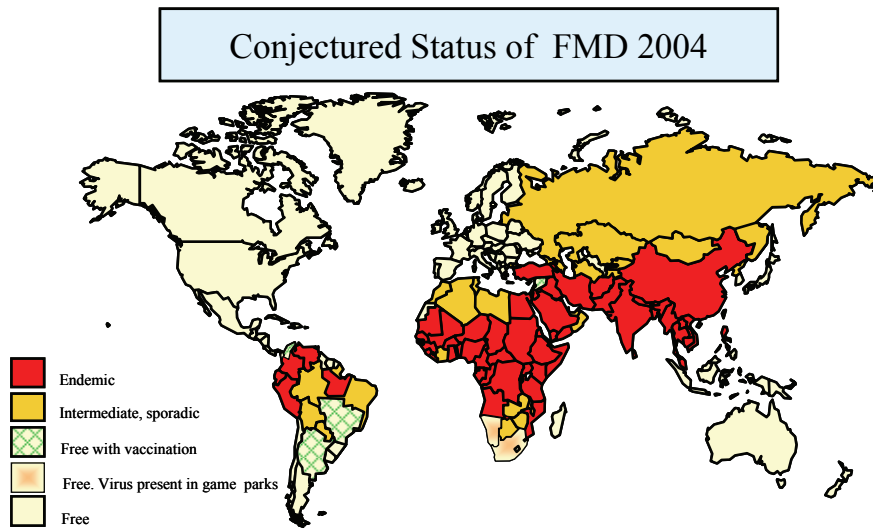 Conjectured Status of FMD 2004
Endemic
Intermediate, sporadic
Free with vaccination
Free. Virus present in game parks
Free